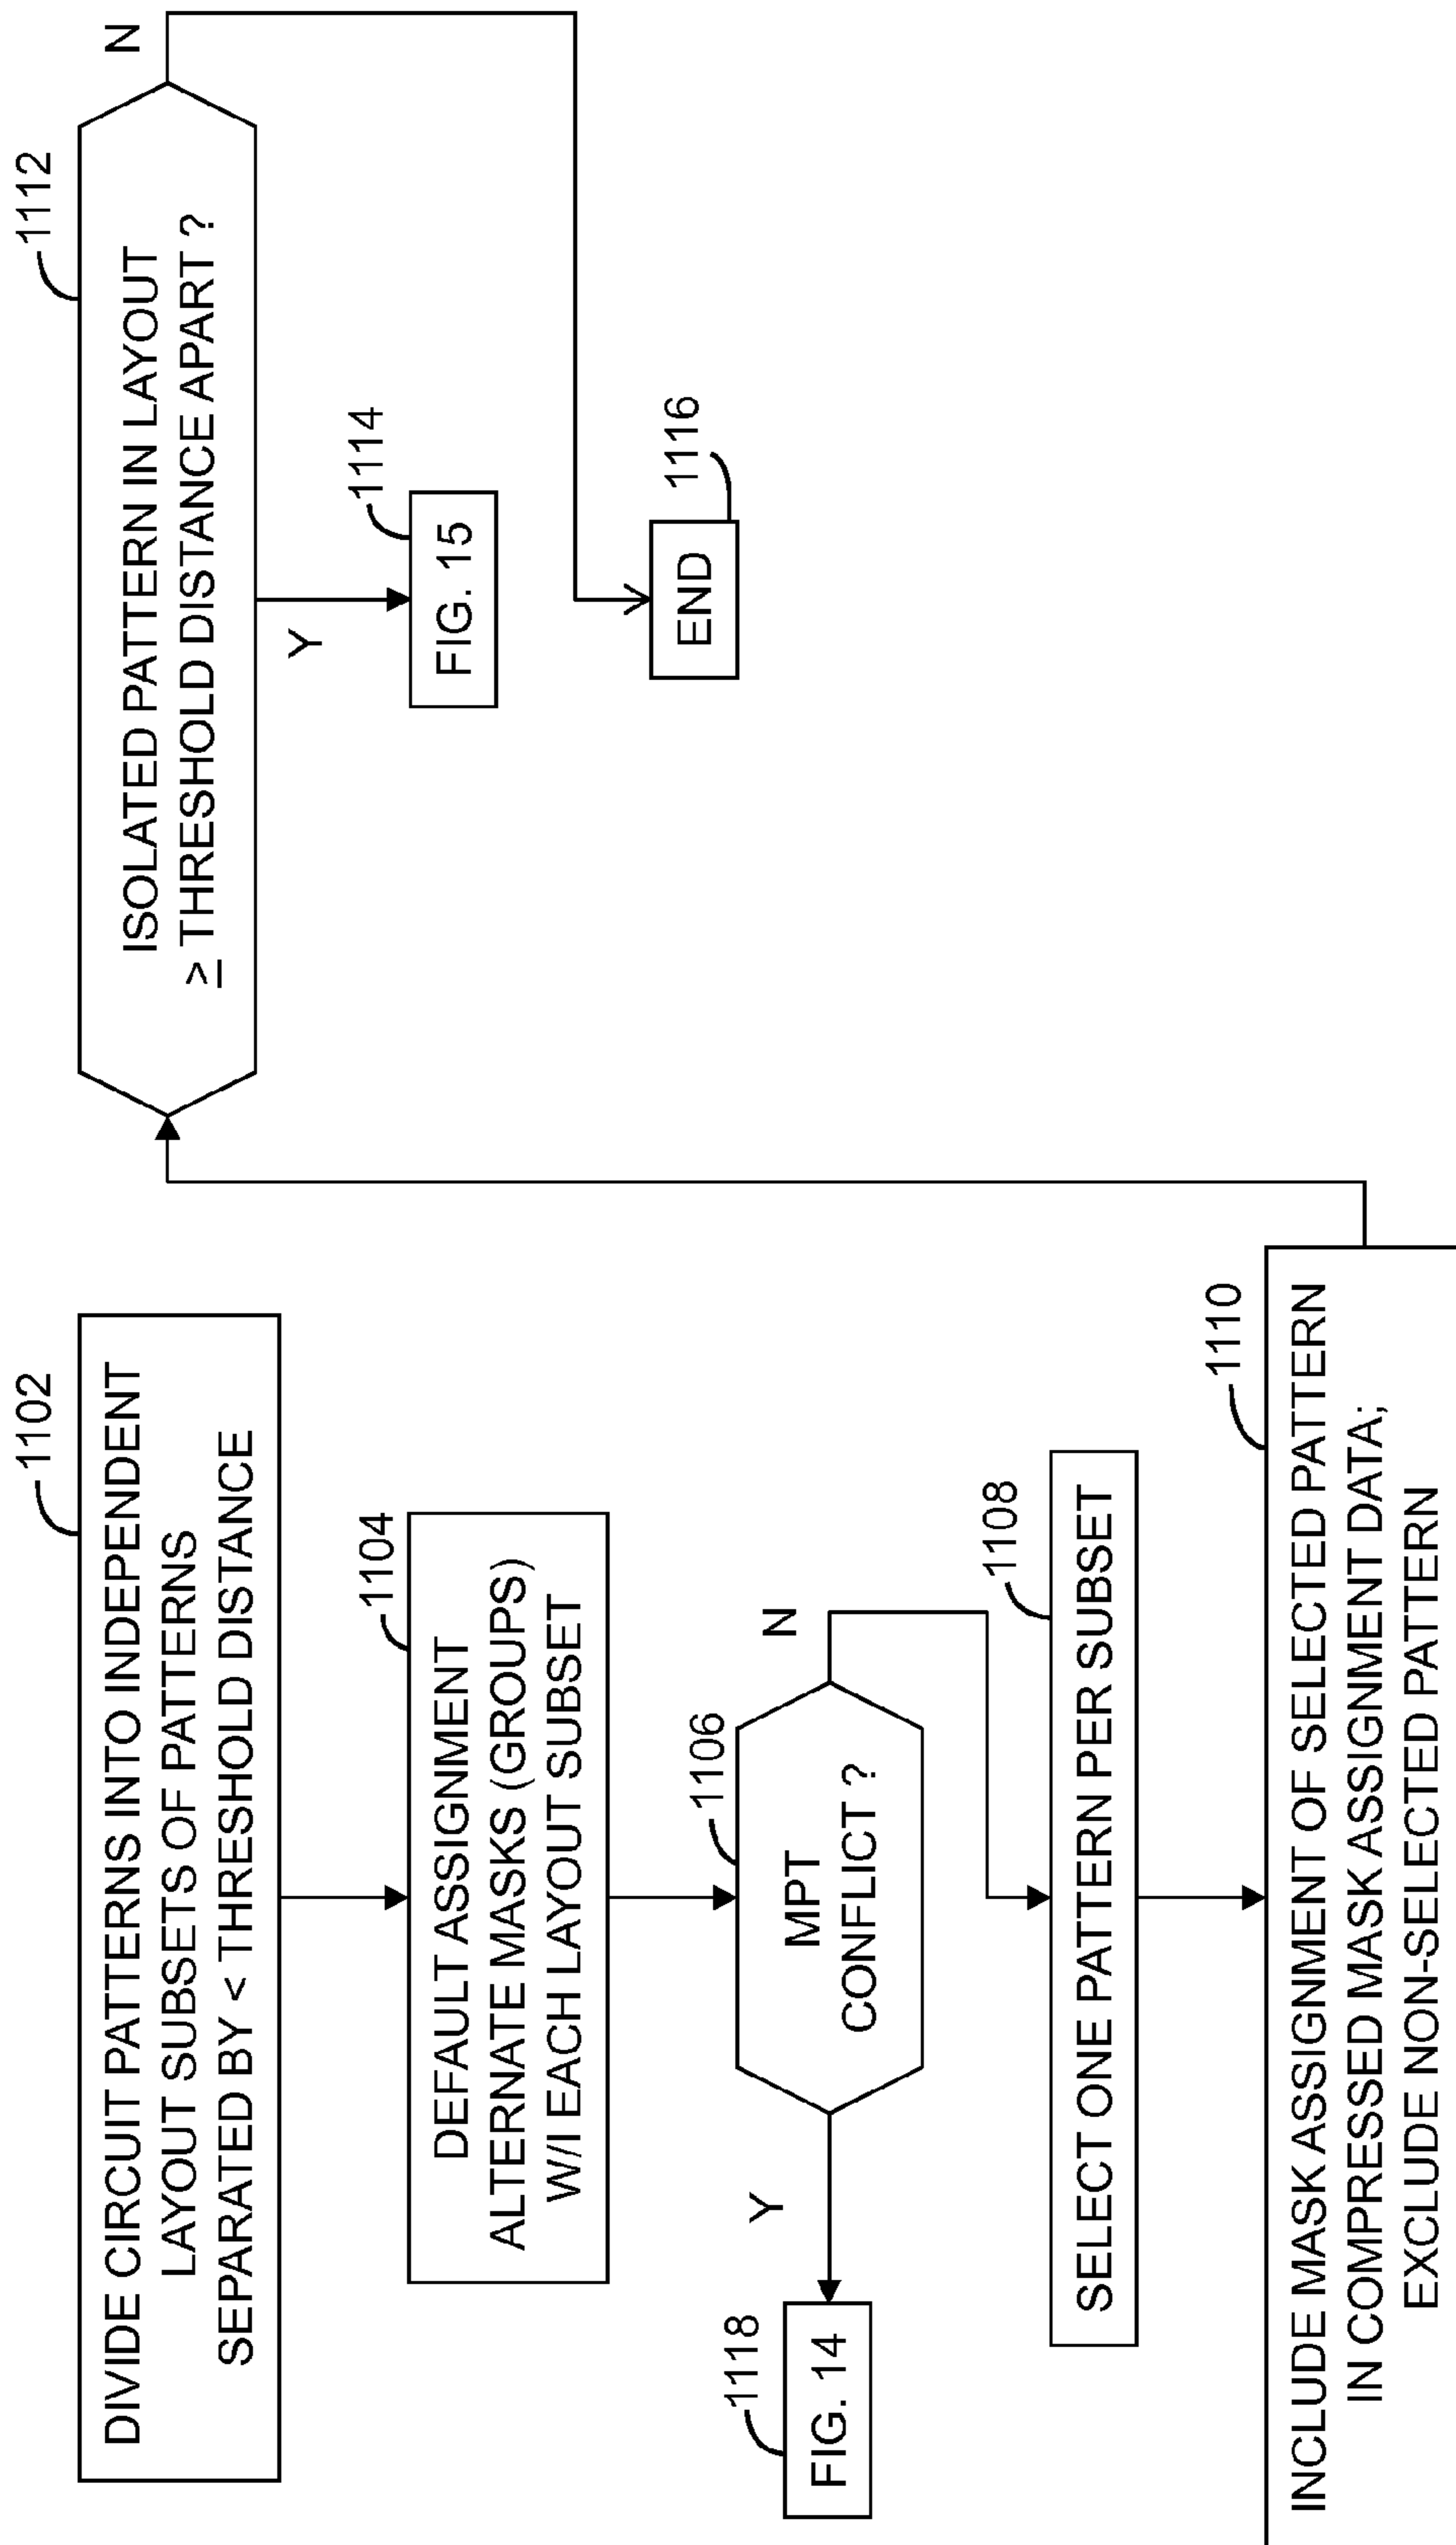 1102
DIVIDE CIRCUIT PATTERNS INTO INDEPENDENT
LAYOUT SUBSETS OF PATTERNS
SEPARATED BY < THRESHOLD DISTANCE
1104
DEFAULT ASSIGNMENT
ALTERNATE MASKS (GROUPS)
W/I EACH LAYOUT SUBSET
1106
MPT
CONFLICT ?
Y
N
1118
FIG. 14
1108
SELECT ONE PATTERN PER SUBSET
1110
INCLUDE MASK ASSIGNMENT OF SELECTED PATTERN
IN COMPRESSED MASK ASSIGNMENT DATA;
EXCLUDE NON-SELECTED PATTERN
1112
ISOLATED PATTERN IN LAYOUT
≥ THRESHOLD DISTANCE APART ?
N
Y
1114
FIG. 15
1116
END